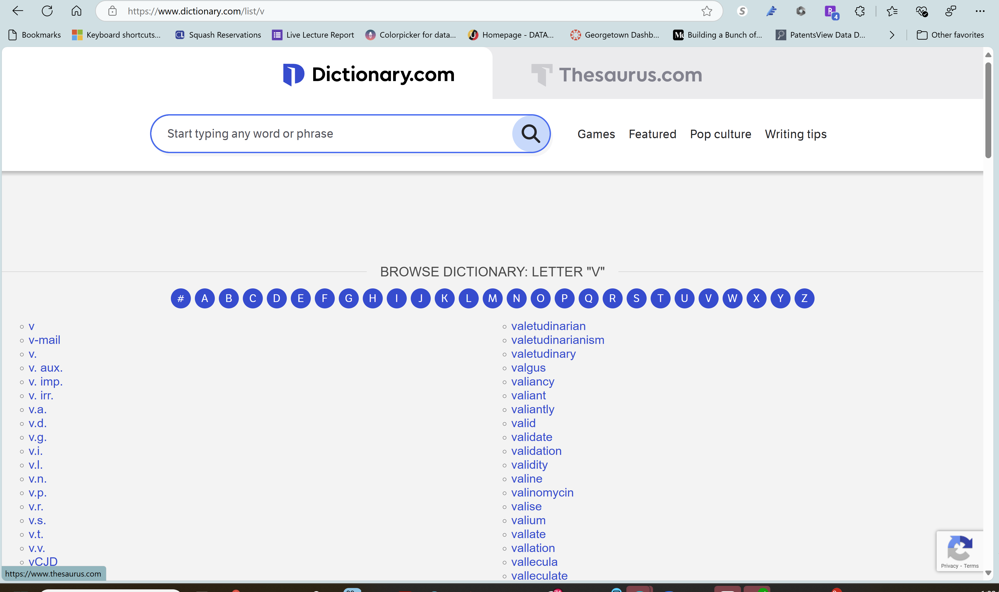 https://www.dictionary.com/list/v
4
Bookmarks Keyboard shortcuts... Squash Reservations Live Lecture Report Colorpicker for data... Homepage - DATA... Georgetown Dashb... Building a Bunch of... PatentsView Data D... Other favorites
Dictionary.com Thesaurus.com
Start typing any word or phrase
Games Featured Pop culture Writing tips
BROWSE DICTIONARY: LETTER "V"
# A B C D E F G H I J K L M N O P Q R S T U V W X Y Z
v
v-mail
v.
v. aux.
v. imp.
v. irr.
v.a.
v.d.
v.g.
v.i.
v.l.
v.n.
v.p.
v.r.
v.s.
v.t.
v.v.
vCJD
valetudinarian
valetudinarianism
valetudinary
valgus
valiancy
valiant
valiantly
valid
validate
validation
validity
valine
valinomycin
valise
valium
vallate
vallation
vallecula
valleculate
Privacy - Terms
https://www.thesaurus.com